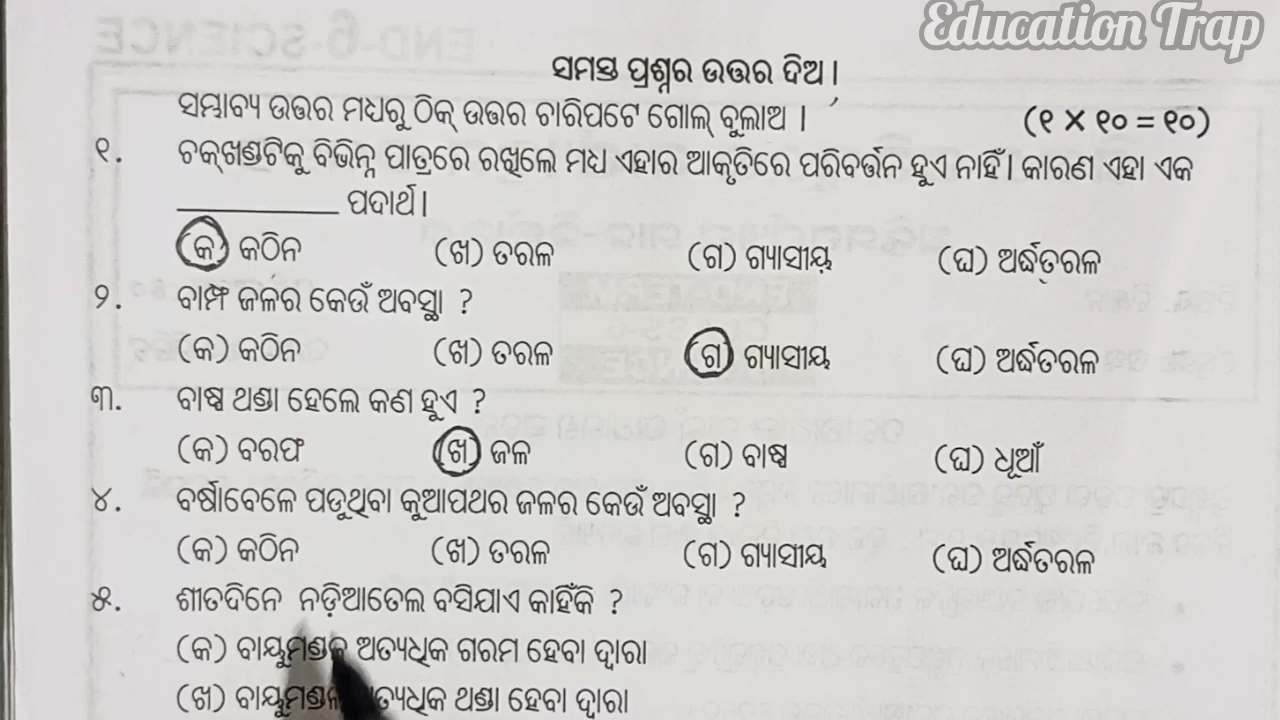 Education Trap
ସମସ୍ତ ପ୍ରଶ୍ନର ଉତ୍ତର ଦିଅ ।
ସମ୍ଭାବ୍ୟ ଉତ୍ତର ମଧ୍ୟରୁ ଠିକ୍ ଉତ୍ତର ଚାରିପଟେ ଗୋଲ୍ ବୁଲାଅ । (୧ X ୧୦ = ୧୦)
୧. ଚକ୍‌ଖଣ୍ଡଟିକୁ ବିଭିନ୍ନ ପାତ୍ରରେ ରଖିଲେ ମଧ୍ୟ ଏହାର ଆକୃତିରେ ପରିବର୍ତ୍ତନ ହୁଏ ନାହିଁ । କାରଣ ଏହା ଏକ
__________ ପଦାର୍ଥ ।
(କ) କଠିନ (ଖ) ତରଳ (ଗ) ଗ୍ୟାସୀୟ (ଘ) ଅର୍ଦ୍ଧତରଳ
୨. ବାମ୍ଫ ଜଳର କେଉଁ ଅବସ୍ଥା ?
(କ) କଠିନ (ଖ) ତରଳ (ଗ) ଗ୍ୟାସୀୟ (ଘ) ଅର୍ଦ୍ଧତରଳ
୩. ବାଷ୍ପ ଥଣ୍ଡା ହେଲେ କଣ ହୁଏ ?
(କ) ବରଫ (ଖ) ଜଳ (ଗ) ବାଷ୍ପ (ଘ) ଧୂଆଁ
୪. ବର୍ଷାବେଳେ ପଡୁଥିବା କୁଆପଥର ଜଳର କେଉଁ ଅବସ୍ଥା ?
(କ) କଠିନ (ଖ) ତରଳ (ଗ) ଗ୍ୟାସୀୟ (ଘ) ଅର୍ଦ୍ଧତରଳ
୫. ଶୀତଦିନେ ନଡ଼ିଆତେଲ ବସିଯାଏ କାହିଁକି ?
(କ) ବାୟୁମଣ୍ଡଳ ଅତ୍ୟଧିକ ଗରମ ହେବା ଦ୍ୱାରା
(ଖ) ବାୟୁମଣ୍ଡଳ ଅତ୍ୟଧିକ ଥଣ୍ଡା ହେବା ଦ୍ୱାରା